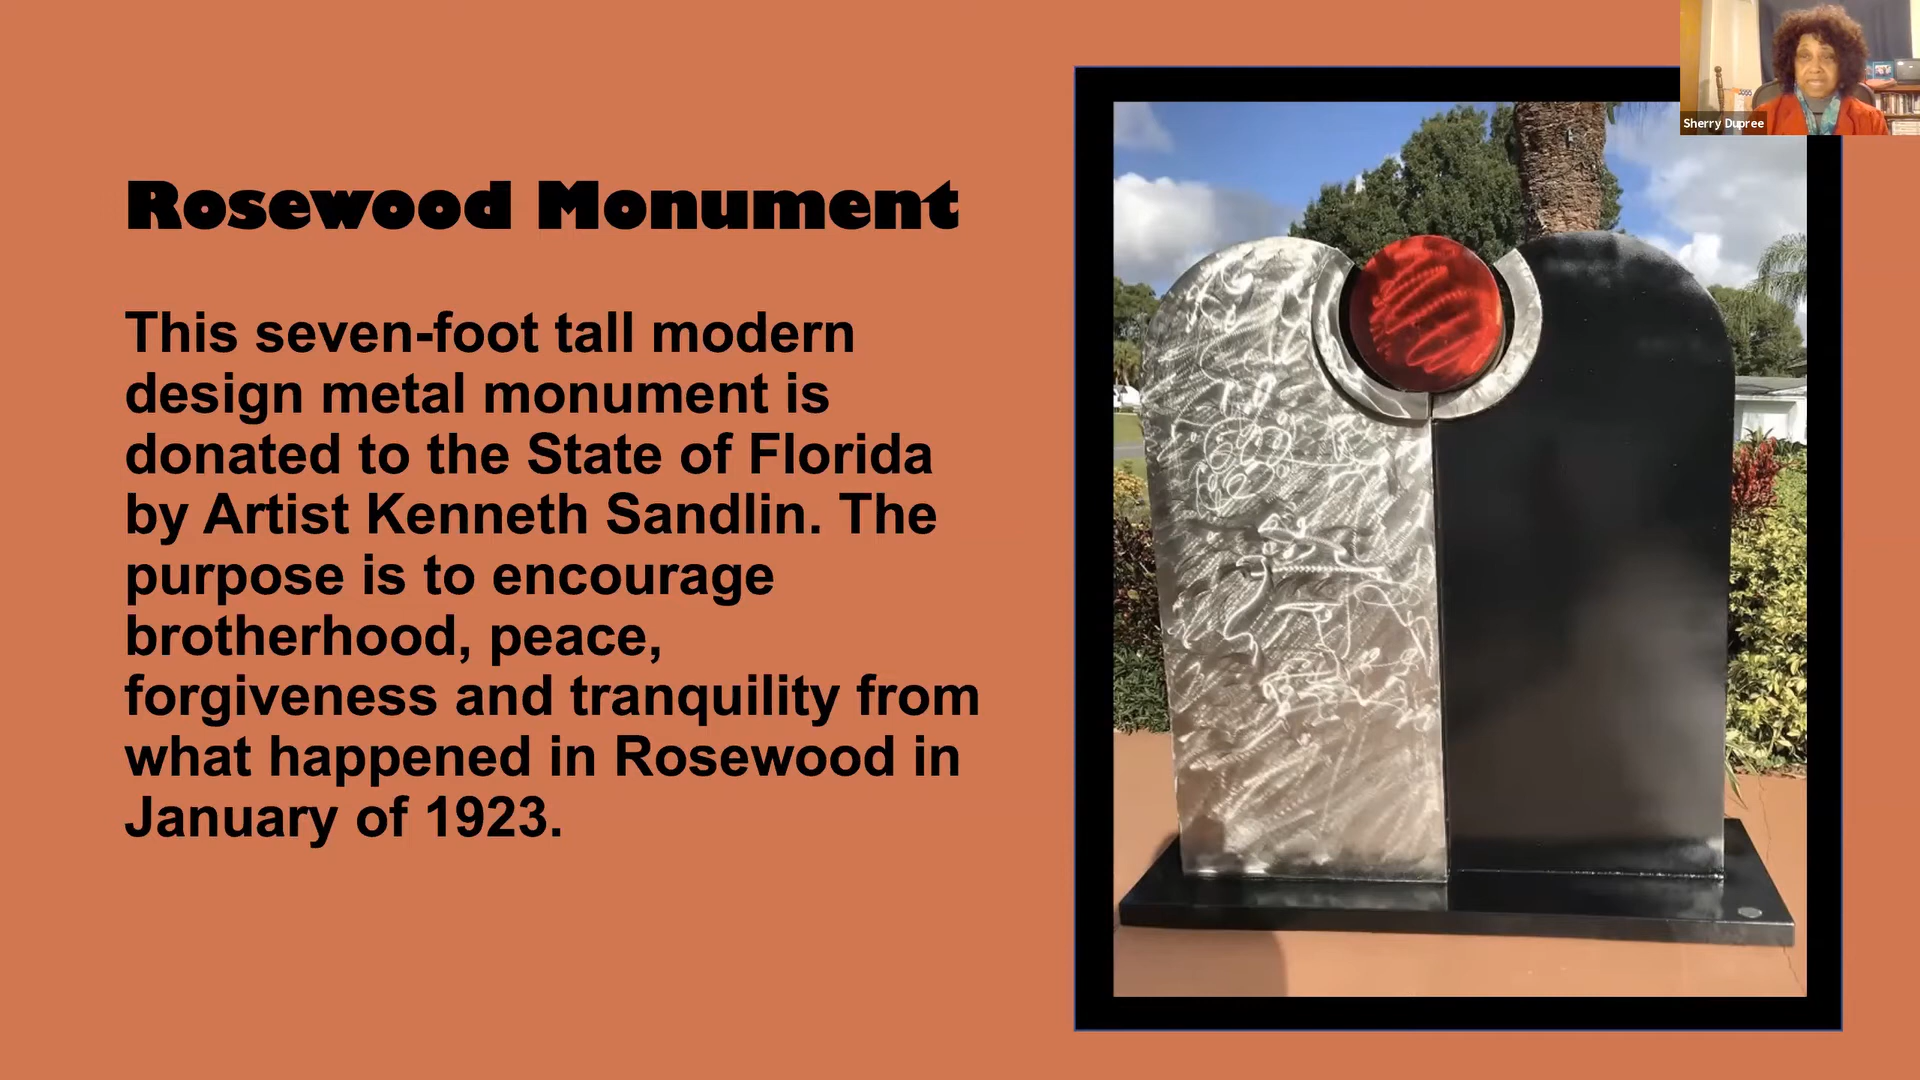 Rosewood Monument
This seven-foot tall modern
design metal monument is
donated to the State of Florida
by Artist Kenneth Sandlin. The
purpose is to encourage
brotherhood, peace,
forgiveness and tranquility from
what happened in Rosewood in
January of 1923.
Sherry Dupree